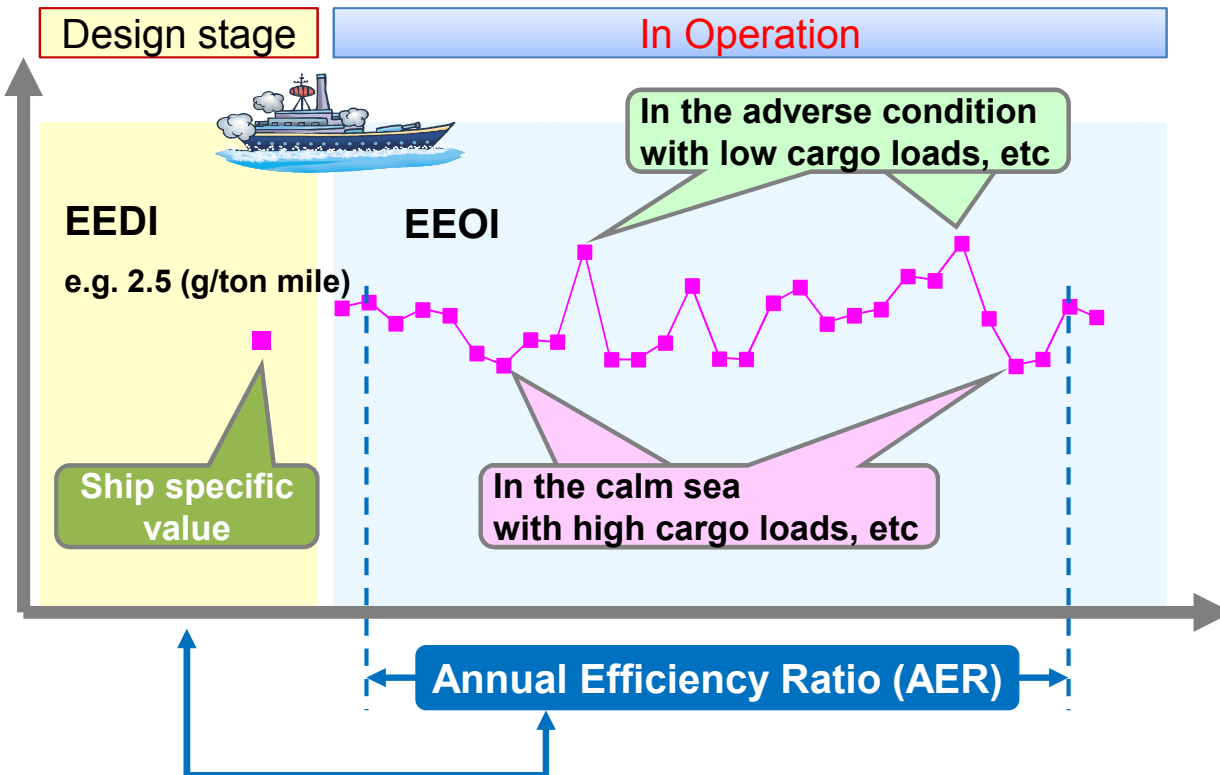 Design stage
In Operation
In the adverse condition
with low cargo loads, etc
EEDI
EEOI
e.g. 2.5 (g/ton mile)
Ship specific
value
In the calm sea
with high cargo loads, etc
Annual Efficiency Ratio (AER)